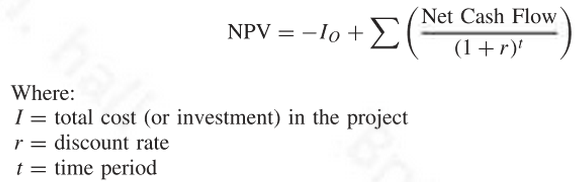 NPV = −I_O + ∑ (Net Cash Flow / (1 + r)^t)
Where:
I = total cost (or investment) in the project
r = discount rate
t = time period